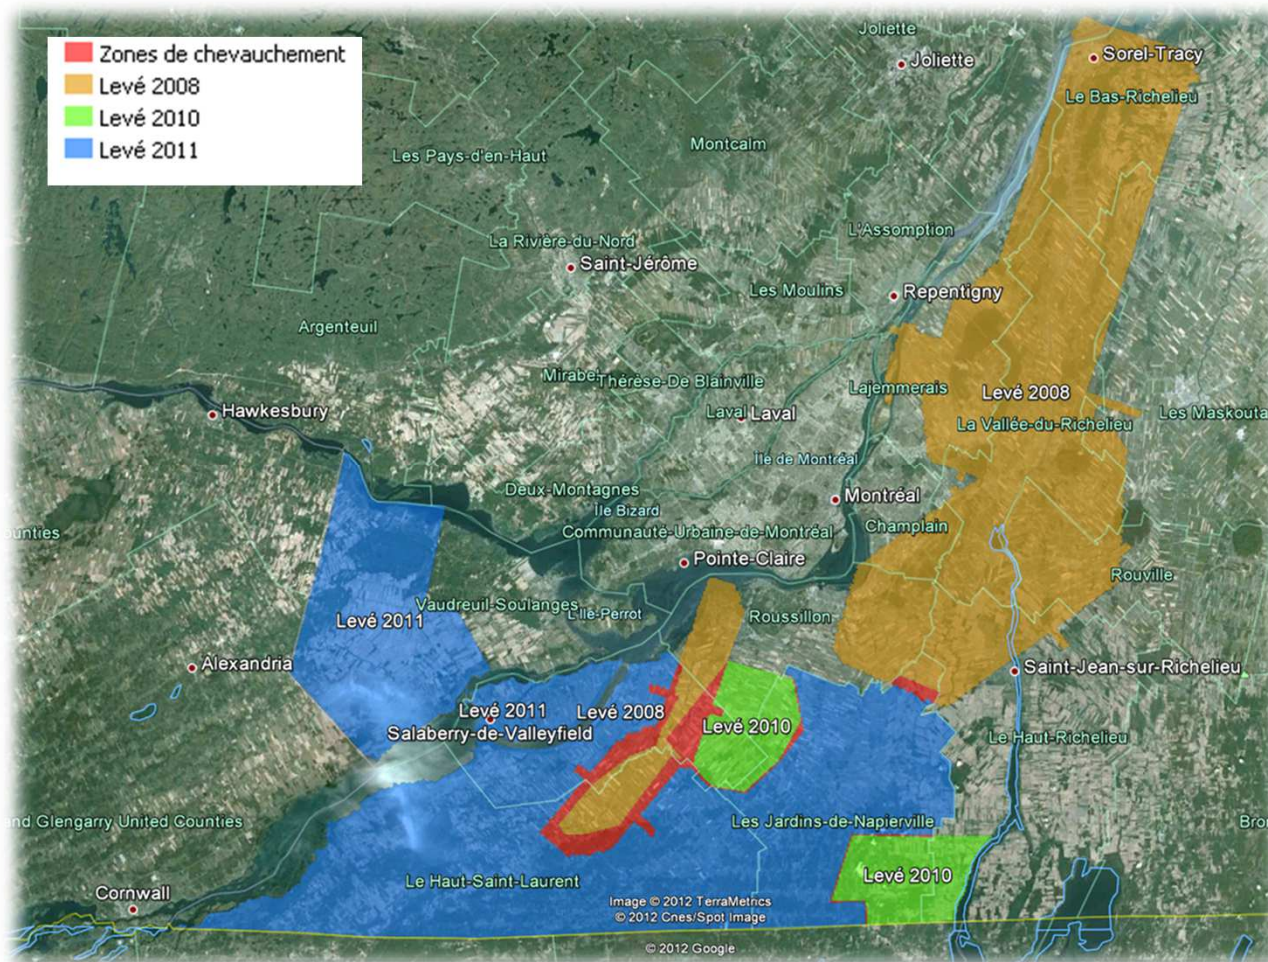 Zones de chevauchement
Levé 2008
Levé 2010
Levé 2011
Joliette
Joliette
Sorel-Tracy
Le Bas-Richelieu
Montcalm
Les Pays-d'en-Haut
L'Assomption
La Rivière-du-Nord
Saint-Jérôme
Les Moulins
Repentigny
Argenteuil
Mirabel
Thérèse-De Blainville
Lajemmerais
Levé 2008
Hawkesbury
Laval
Laval
La Vallée-du-Richelieu
Les Maskouta
Île de Montréal
Deux-Montagnes
Montréal
Île Bizard
Champlain
ounties
Communauté-Urbaine-de-Montréal
Pointe-Claire
Rouville
Vaudreuil-Soulanges
L'Île-Perrot
Roussillon
Levé 2011
Alexandria
Saint-Jean-sur-Richelieu
Levé 2011
Levé 2008
Levé 2010
Salaberry-de-Valleyfield
Le Haut-Richelieu
and Glengarry United Counties
Les Jardins-de-Napierville
Bro
Levé 2010
Le Haut-Saint-Laurent
Cornwall
Image © 2012 TerraMetrics
© 2012 Cnes/Spot Image
© 2012 Google